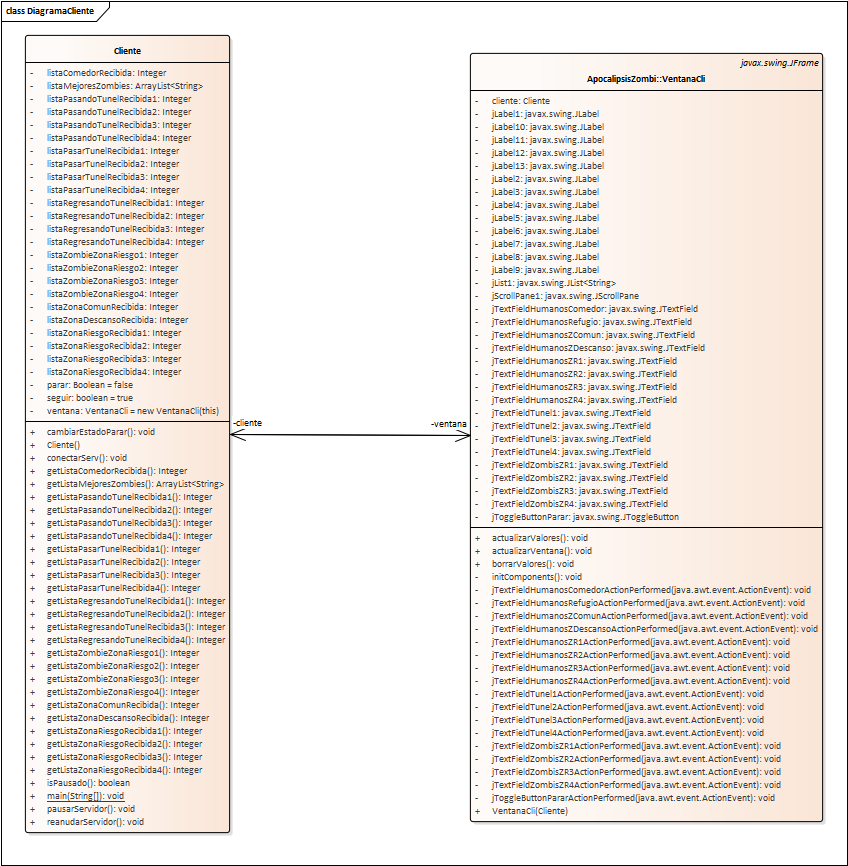 class DiagramaCliente
Cliente
- listaComedorRecibida: Integer
- listaMejoresZombies: ArrayList<String>
- listaPasandoTunelRecibida1: Integer
- listaPasandoTunelRecibida2: Integer
- listaPasandoTunelRecibida3: Integer
- listaPasandoTunelRecibida4: Integer
- listaPasarTunelRecibida1: Integer
- listaPasarTunelRecibida2: Integer
- listaPasarTunelRecibida3: Integer
- listaPasarTunelRecibida4: Integer
- listaRegresandoTunelRecibida1: Integer
- listaRegresandoTunelRecibida2: Integer
- listaRegresandoTunelRecibida3: Integer
- listaRegresandoTunelRecibida4: Integer
- listaZombieZonaRiesgo1: Integer
- listaZombieZonaRiesgo2: Integer
- listaZombieZonaRiesgo3: Integer
- listaZombieZonaRiesgo4: Integer
- listaZonaComunRecibida: Integer
- listaZonaDescansoRecibida: Integer
- listaZonaRiesgoRecibida1: Integer
- listaZonaRiesgoRecibida2: Integer
- listaZonaRiesgoRecibida3: Integer
- listaZonaRiesgoRecibida4: Integer
- parar: Boolean = false
- seguir: boolean = true
- ventana: VentanaCli = new VentanaCli(this)
+ cambiarEstadoParar(): void
+ Cliente()
+ conectarServ(): void
+ getListaComedorRecibida(): Integer
+ getListaMejoresZombies(): ArrayList<String>
+ getListaPasandoTunelRecibida1(): Integer
+ getListaPasandoTunelRecibida2(): Integer
+ getListaPasandoTunelRecibida3(): Integer
+ getListaPasandoTunelRecibida4(): Integer
+ getListaPasarTunelRecibida1(): Integer
+ getListaPasarTunelRecibida2(): Integer
+ getListaPasarTunelRecibida3(): Integer
+ getListaPasarTunelRecibida4(): Integer
+ getListaRegresandoTunelRecibida1(): Integer
+ getListaRegresandoTunelRecibida2(): Integer
+ getListaRegresandoTunelRecibida3(): Integer
+ getListaRegresandoTunelRecibida4(): Integer
+ getListaZombieZonaRiesgo1(): Integer
+ getListaZombieZonaRiesgo2(): Integer
+ getListaZombieZonaRiesgo3(): Integer
+ getListaZombieZonaRiesgo4(): Integer
+ getListaZonaComunRecibida(): Integer
+ getListaZonaDescansoRecibida(): Integer
+ getListaZonaRiesgoRecibida1(): Integer
+ getListaZonaRiesgoRecibida2(): Integer
+ getListaZonaRiesgoRecibida3(): Integer
+ getListaZonaRiesgoRecibida4(): Integer
+ isPausado(): boolean
+ main(String[]): void
+ pausarServidor(): void
+ reanudarServidor(): void
-cliente
-ventana
javax.swing.JFrame
ApocalipsisZombi::VentanaCli
- cliente: Cliente
- jLabel1: javax.swing.JLabel
- jLabel10: javax.swing.JLabel
- jLabel11: javax.swing.JLabel
- jLabel12: javax.swing.JLabel
- jLabel13: javax.swing.JLabel
- jLabel2: javax.swing.JLabel
- jLabel3: javax.swing.JLabel
- jLabel4: javax.swing.JLabel
- jLabel5: javax.swing.JLabel
- jLabel6: javax.swing.JLabel
- jLabel7: javax.swing.JLabel
- jLabel8: javax.swing.JLabel
- jLabel9: javax.swing.JLabel
- jList1: javax.swing.JList<String>
- jScrollPane1: javax.swing.JScrollPane
- jTextFieldHumanosComedor: javax.swing.JTextField
- jTextFieldHumanosRefugio: javax.swing.JTextField
- jTextFieldHumanosZComun: javax.swing.JTextField
- jTextFieldHumanosZDescanso: javax.swing.JTextField
- jTextFieldHumanosZR1: javax.swing.JTextField
- jTextFieldHumanosZR2: javax.swing.JTextField
- jTextFieldHumanosZR3: javax.swing.JTextField
- jTextFieldHumanosZR4: javax.swing.JTextField
- jTextFieldTunel1: javax.swing.JTextField
- jTextFieldTunel2: javax.swing.JTextField
- jTextFieldTunel3: javax.swing.JTextField
- jTextFieldTunel4: javax.swing.JTextField
- jTextFieldZombisZR1: javax.swing.JTextField
- jTextFieldZombisZR2: javax.swing.JTextField
- jTextFieldZombisZR3: javax.swing.JTextField
- jTextFieldZombisZR4: javax.swing.JTextField
- jToggleButtonParar: javax.swing.JToggleButton
+ actualizarValores(): void
+ actualizarVentana(): void
+ borrarValores(): void
- initComponents(): void
- jTextFieldHumanosComedorActionPerformed(java.awt.event.ActionEvent): void
- jTextFieldHumanosRefugioActionPerformed(java.awt.event.ActionEvent): void
- jTextFieldHumanosZComunActionPerformed(java.awt.event.ActionEvent): void
- jTextFieldHumanosZDescansoActionPerformed(java.awt.event.ActionEvent): void
- jTextFieldHumanosZR1ActionPerformed(java.awt.event.ActionEvent): void
- jTextFieldHumanosZR2ActionPerformed(java.awt.event.ActionEvent): void
- jTextFieldHumanosZR3ActionPerformed(java.awt.event.ActionEvent): void
- jTextFieldHumanosZR4ActionPerformed(java.awt.event.ActionEvent): void
- jTextFieldTunel1ActionPerformed(java.awt.event.ActionEvent): void
- jTextFieldTunel2ActionPerformed(java.awt.event.ActionEvent): void
- jTextFieldTunel3ActionPerformed(java.awt.event.ActionEvent): void
- jTextFieldTunel4ActionPerformed(java.awt.event.ActionEvent): void
- jTextFieldZombisZR1ActionPerformed(java.awt.event.ActionEvent): void
- jTextFieldZombisZR2ActionPerformed(java.awt.event.ActionEvent): void
- jTextFieldZombisZR3ActionPerformed(java.awt.event.ActionEvent): void
- jTextFieldZombisZR4ActionPerformed(java.awt.event.ActionEvent): void
- jToggleButtonPararActionPerformed(java.awt.event.ActionEvent): void
+ VentanaCli(Cliente)